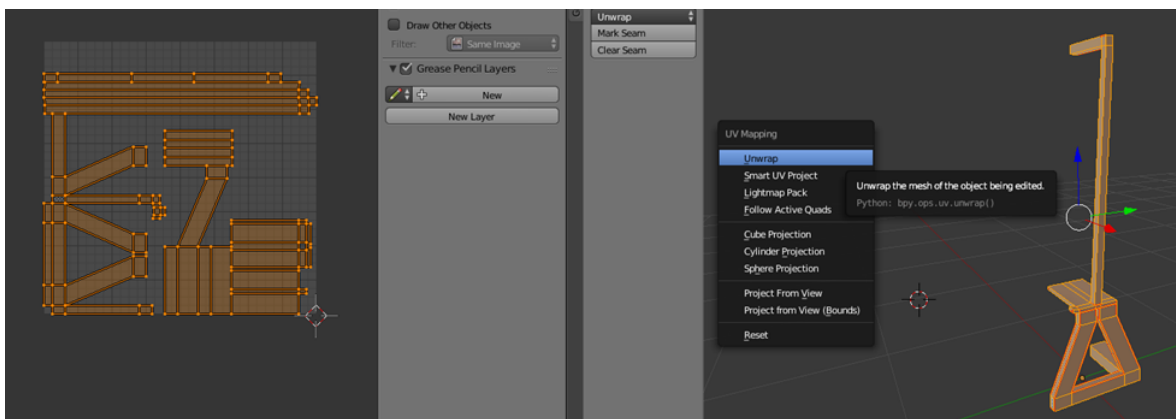 Draw Other Objects
Filter:
Same Image
Grease Pencil Layers
New
New Layer
Unwrap
Mark Seam
Clear Seam
UV Mapping
Unwrap
Smart UV Project
Lightmap Pack
Follow Active Quads
Cube Projection
Cylinder Projection
Sphere Projection
Project From View
Project from View (Bounds)
Reset
Unwrap the mesh of the object being edited.
Python: bpy.ops.uv.unwrap()